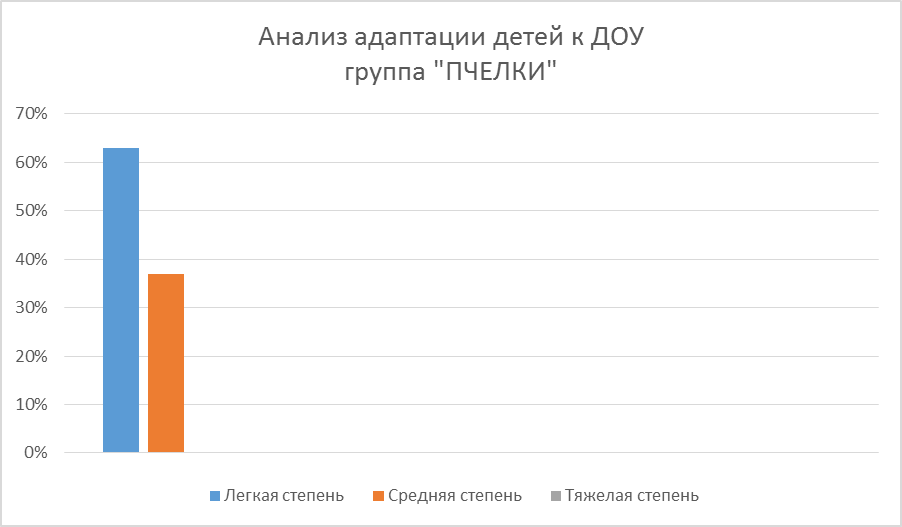 Анализ адаптации детей к ДОУ
группа "ПЧЕЛКИ"
70%
60%
50%
40%
30%
20%
10%
0%
Легкая степень
Средняя степень
Тяжелая степень